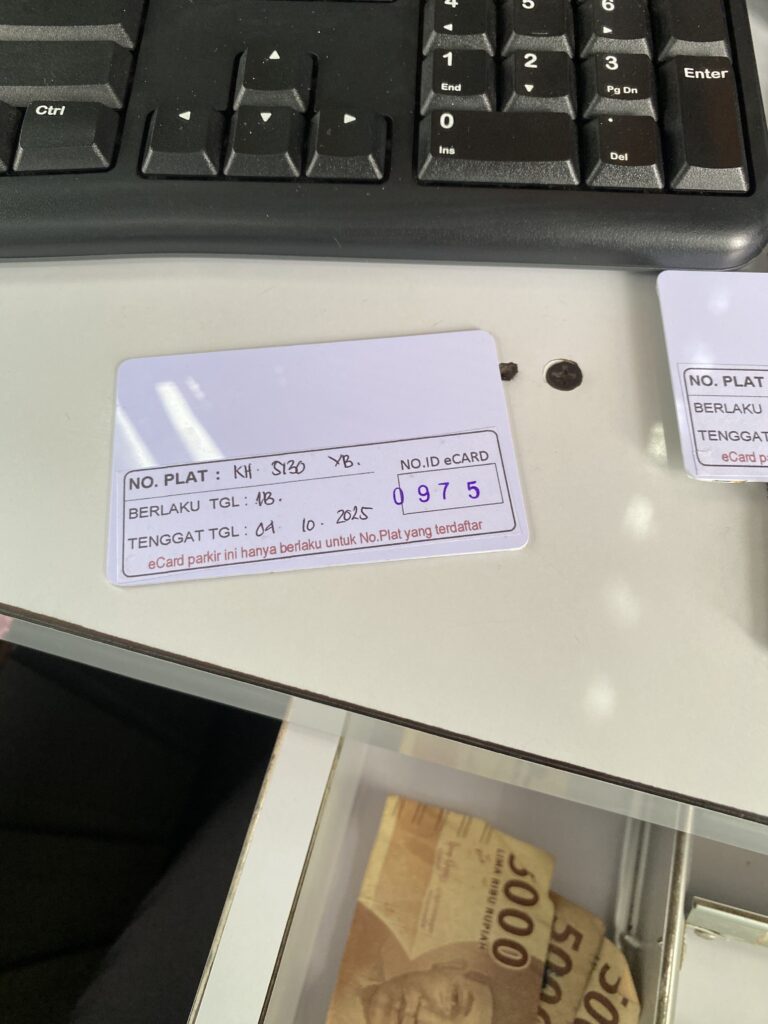 4
5
6
1
End
2
3
Pg Dn
Enter
Ctrl
0
Ins
.
Del
NO. PLAT : KH. 5130 YB.
NO.ID eCARD
BERLAKU TGL : 1B.
0975
TENGGAT TGL : 01. 10. 2025
eCard parkir ini hanya berlaku untuk No.Plat yang terdaftar
NO. PLAT
BERLAKU
TENGGAT
eCard
5000
LIMA RIBU RUPIAH